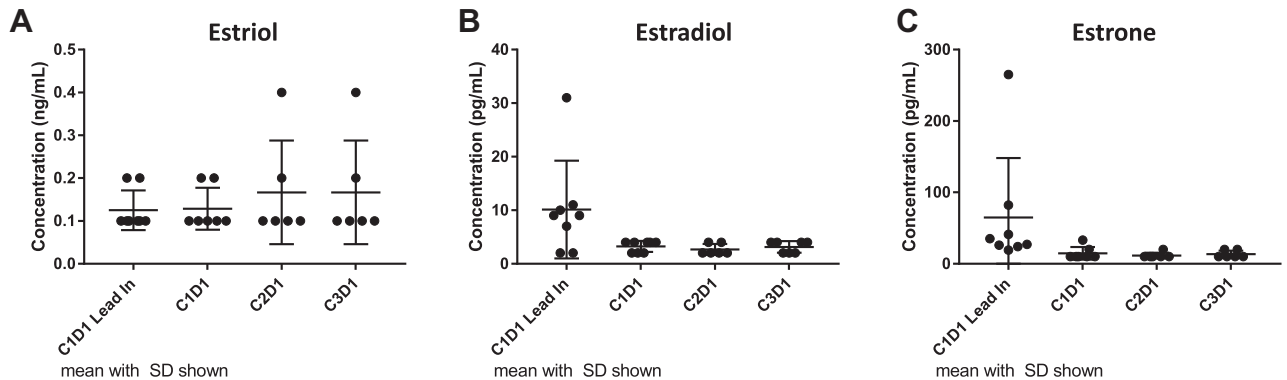 A
Estriol
Concentration (ng/mL)
0.5
0.4
0.3
0.2
0.1
0.0
C1D1 Lead In
C1D1
C2D1
C3D1
mean with SD shown
B
Estradiol
Concentration (pg/mL)
40
30
20
10
0
C1D1 Lead In
C1D1
C2D1
C3D1
mean with SD shown
C
Estrone
Concentration (pg/mL)
300
200
100
0
C1D1 Lead In
C1D1
C2D1
C3D1
mean with SD shown